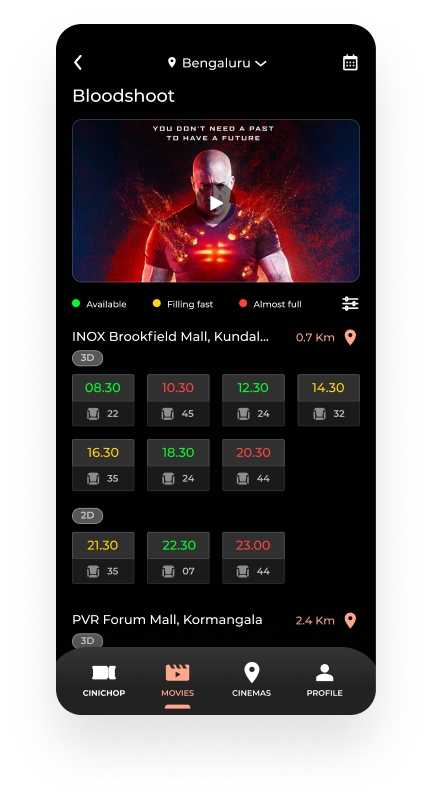 Bengaluru
Bloodshoot
YOU DON'T NEED A PAST
TO HAVE A FUTURE
Available Filling fast Almost full
INOX Brookfield Mall, Kundal... 0.7 Km
3D
08.30 10.30 12.30 14.30
22 45 24 32
16.30 18.30 20.30
35 24 44
2D
21.30 22.30 23.00
35 07 44
PVR Forum Mall, Kormangala 2.4 Km
3D
CINICHOP MOVIES CINEMAS PROFILE